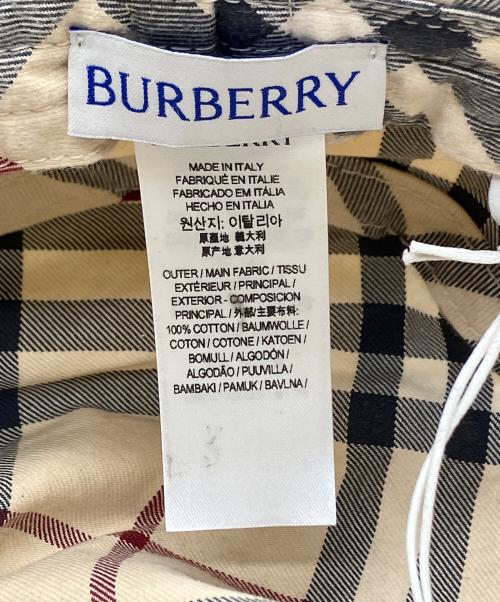 BURBERRY
MADE IN ITALY
FABRIQUÉ EN ITALIE
FABRICADO EM ITÁLIA
HECHO EN ITALIA
원산지: 이탈리아
原產地 義大利
原产地 意大利
OUTER / MAIN FABRIC / TISSU
EXTÉRIEUR / PRINCIPAL /
EXTERIOR - COMPOSICION
PRINCIPAL / 外部/主要布料:
100% COTTON / BAUMWOLLE /
COTON / COTONE / KATOEN /
BOMULL / ALGODÓN /
ALGODÃO / PUUVILLA /
BAMBAKI / PAMUK / BAVLNA /